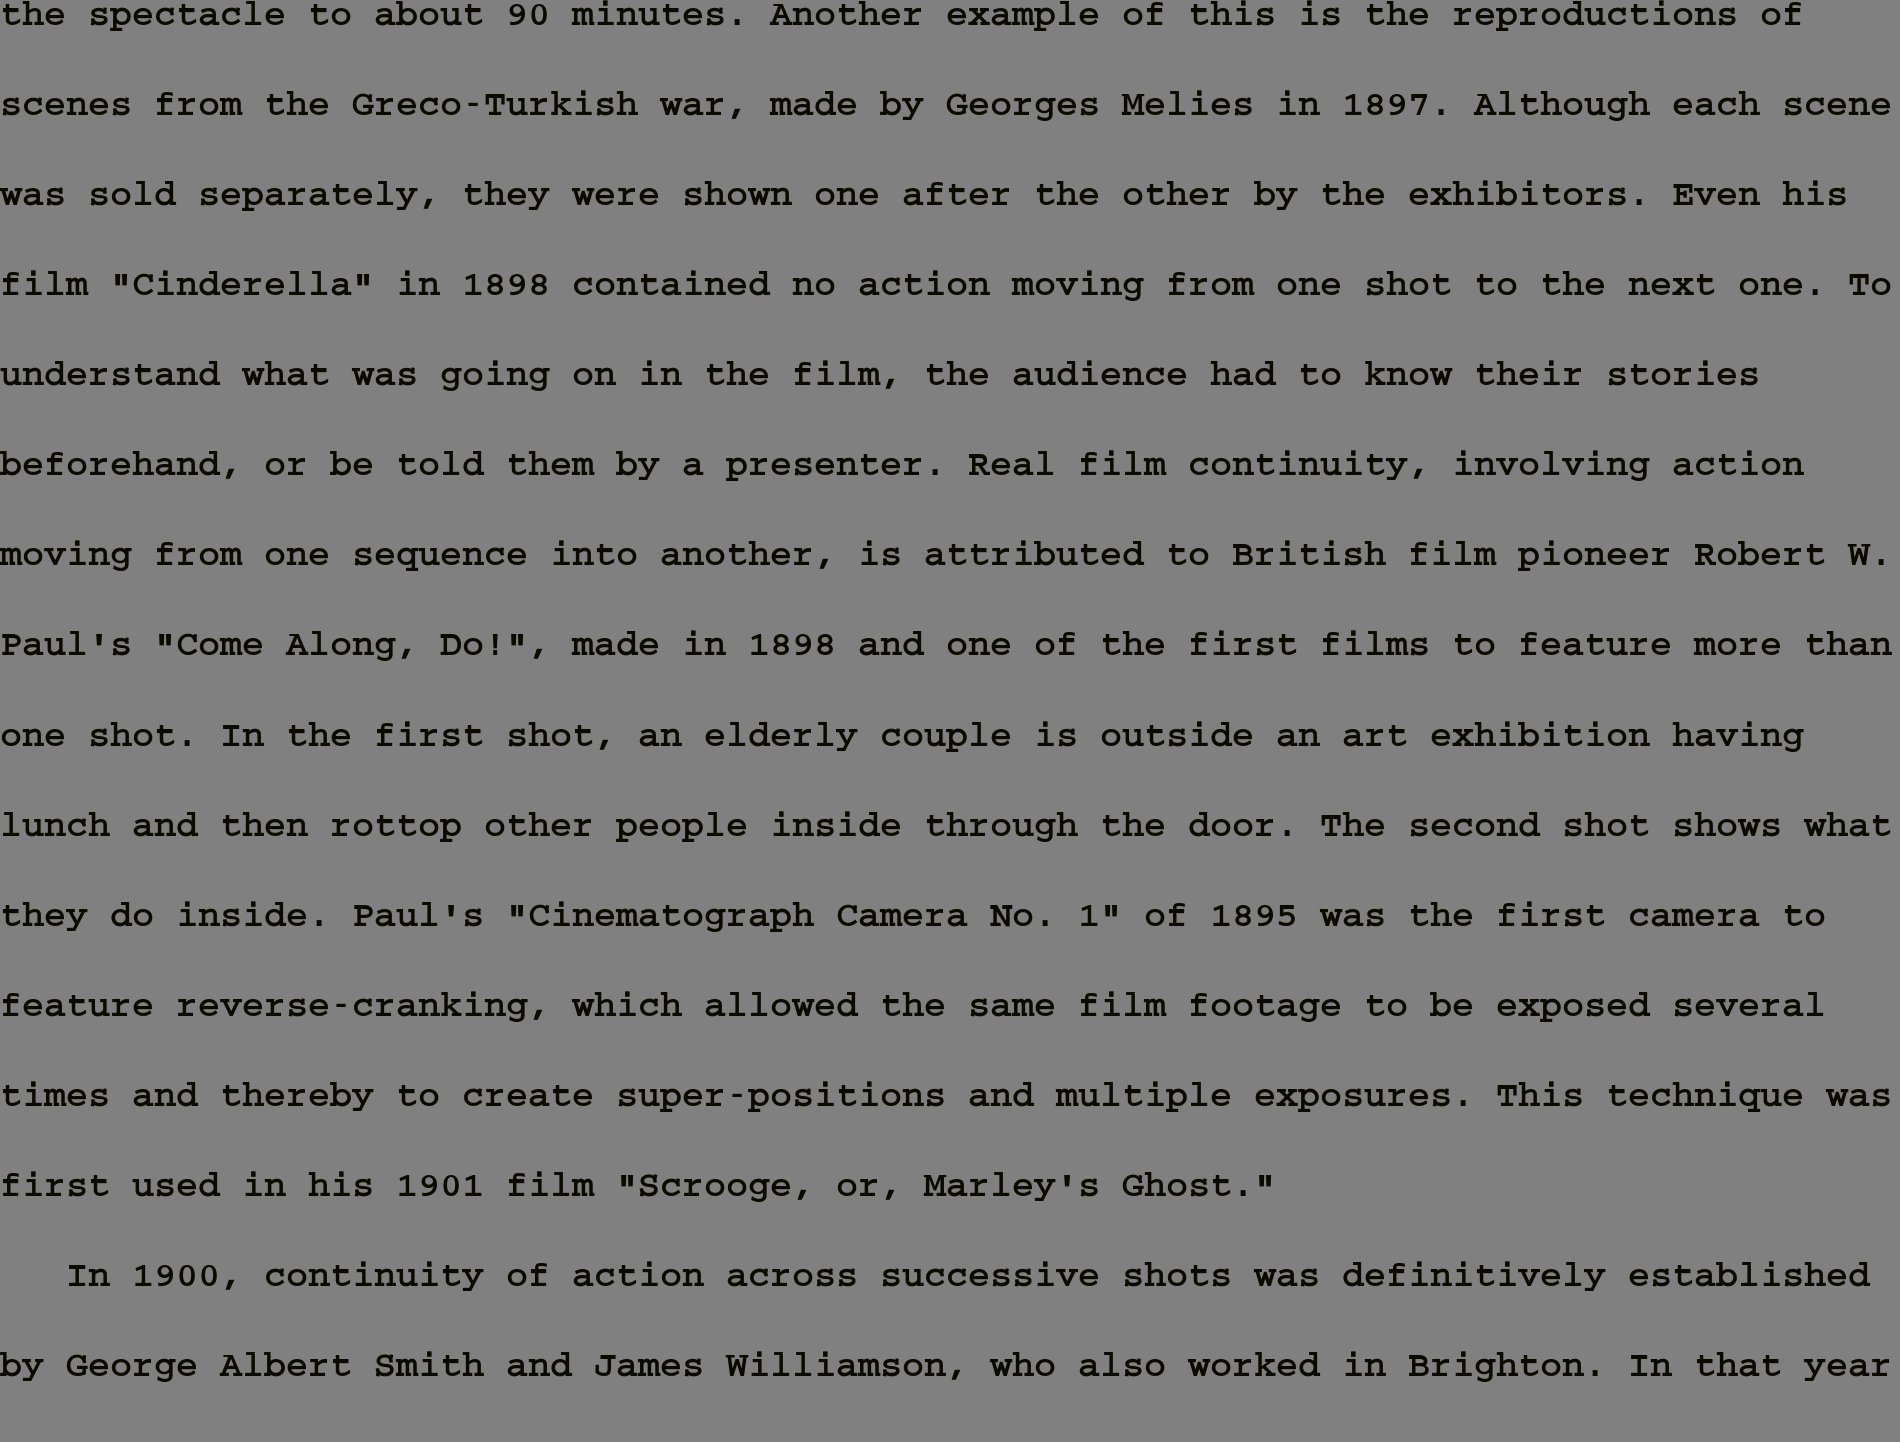 the spectacle to about 90 minutes. Another example of this is the reproductions of
scenes from the Greco-Turkish war, made by Georges Melies in 1897. Although each scene
was sold separately, they were shown one after the other by the exhibitors. Even his
film "Cinderella" in 1898 contained no action moving from one shot to the next one. To
understand what was going on in the film, the audience had to know their stories
beforehand, or be told them by a presenter. Real film continuity, involving action
moving from one sequence into another, is attributed to British film pioneer Robert W.
Paul's "Come Along, Do!", made in 1898 and one of the first films to feature more than
one shot. In the first shot, an elderly couple is outside an art exhibition having
lunch and then rottop other people inside through the door. The second shot shows what
they do inside. Paul's "Cinematograph Camera No. 1" of 1895 was the first camera to
feature reverse-cranking, which allowed the same film footage to be exposed several
times and thereby to create super-positions and multiple exposures. This technique was
first used in his 1901 film "Scrooge, or, Marley's Ghost."
In 1900, continuity of action across successive shots was definitively established
by George Albert Smith and James Williamson, who also worked in Brighton. In that year